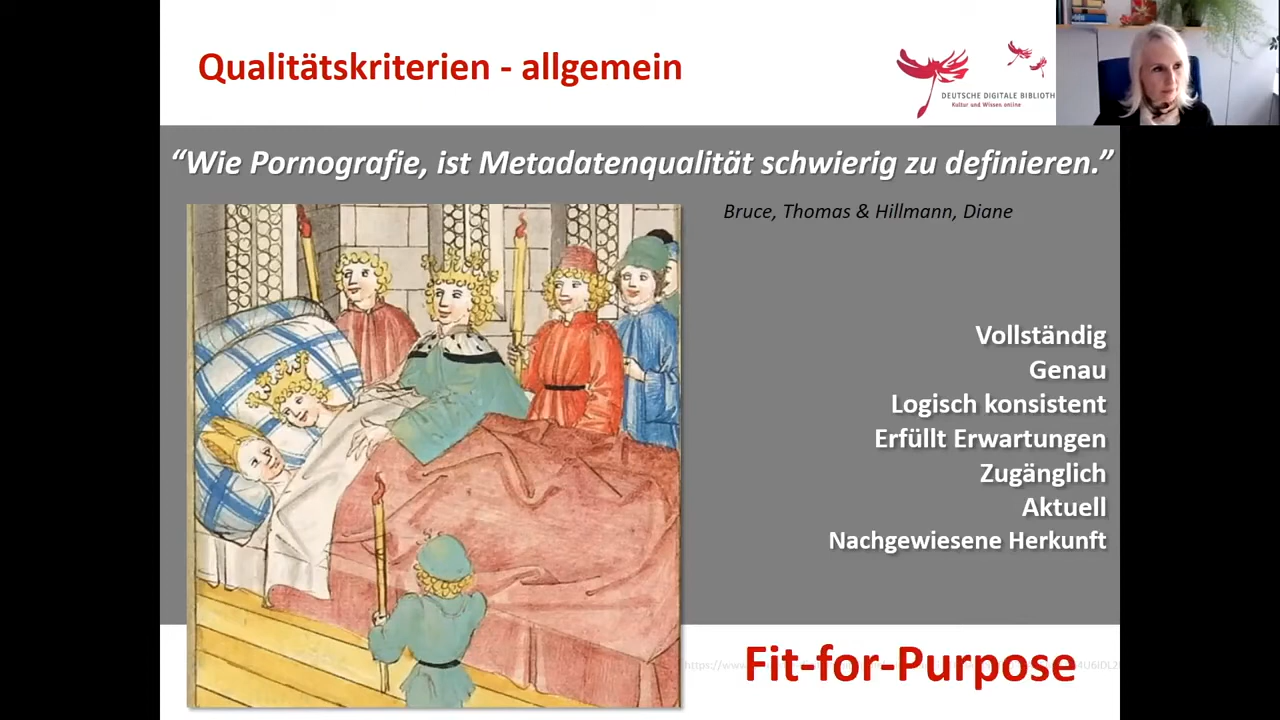 Qualitätskriterien - allgemein
DEUTSCHE DIGITALE BIBLIOTH
Kultur und Wissen online
“Wie Pornografie, ist Metadatenqualität schwierig zu definieren.”
Bruce, Thomas & Hillmann, Diane
Vollständig
Genau
Logisch konsistent
Erfüllt Erwartungen
Zugänglich
Aktuell
Nachgewiesene Herkunft
Fit-for-Purpose